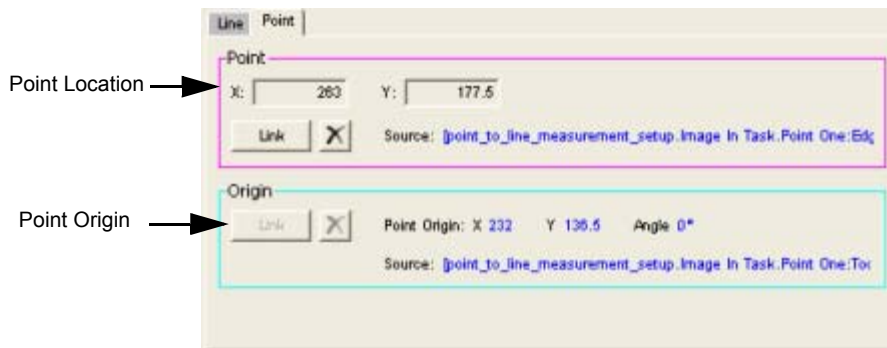 Line Point
Point
Point Location
X: 263 Y: 177.5
Link X Source: [point_to_line_measurement_setup.Image In Task.Point One:Edg
Origin
Point Origin
Link X Point Origin: X 232 Y 136.5 Angle 0°
Source: [point_to_line_measurement_setup.Image In Task.Point One:Too